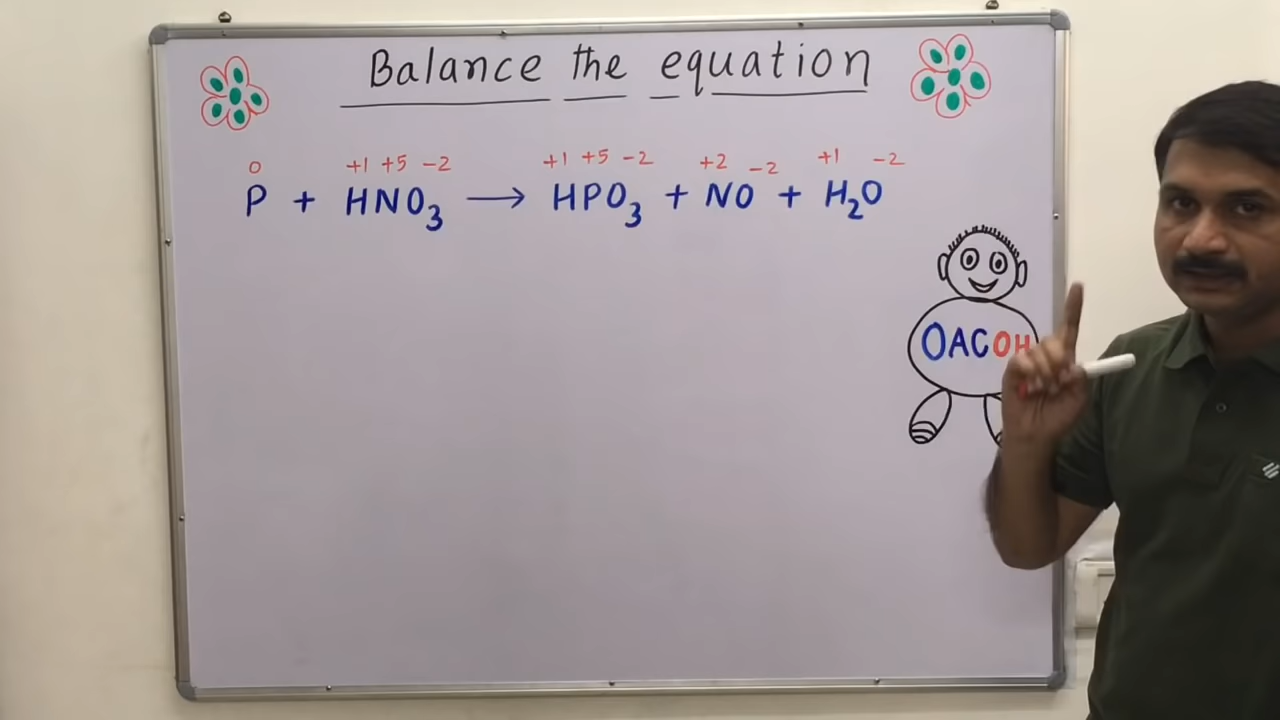 Balance the equation
0 +1 +5 -2 +1 +5 -2 +2 -2 +1 -2
P + HNO₃ → HPO₃ + NO + H₂O
OACOH